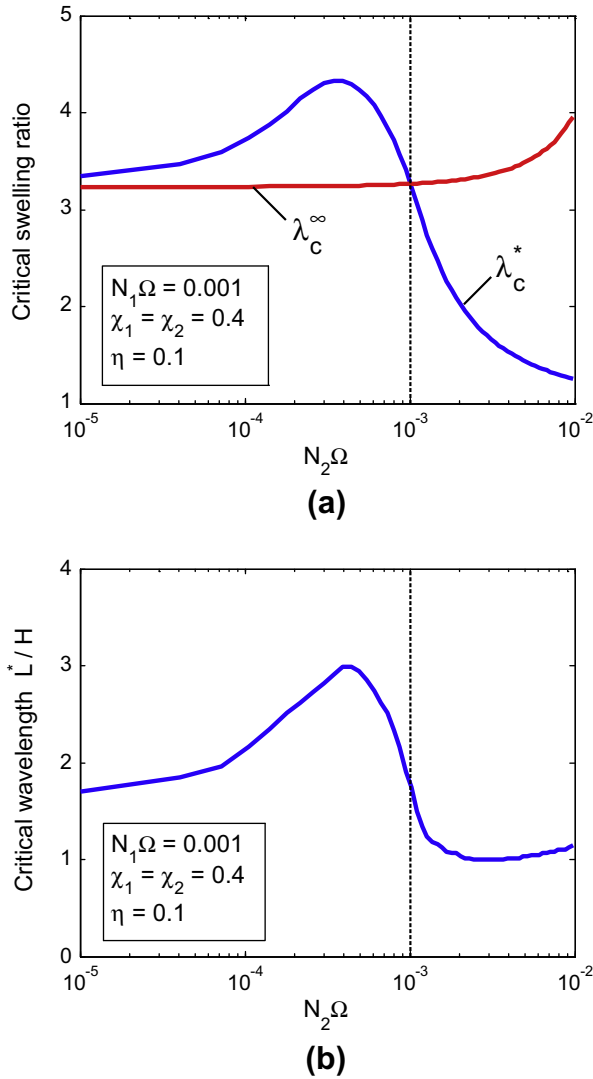 5
4
3
2
1
Critical swelling ratio
λc∞
λc*
N1Ω = 0.001
χ1 = χ2 = 0.4
η = 0.1
10-5
10-4
10-3
10-2
N2Ω
(a)
4
3
2
1
0
Critical wavelength L* / H
N1Ω = 0.001
χ1 = χ2 = 0.4
η = 0.1
10-5
10-4
10-3
10-2
N2Ω
(b)